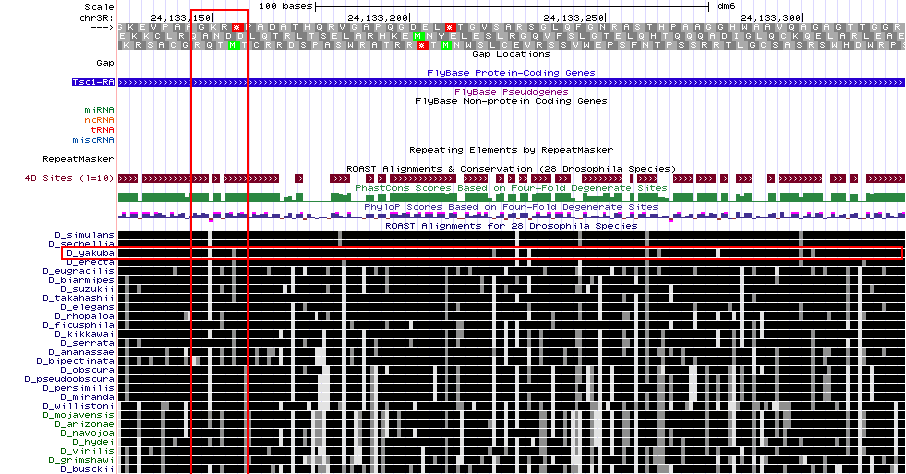 Scale 100 bases dm6
chr3R: 24,133,150 24,133,200 24,133,250 24,133,300
--->
Gap Locations
Gap
FlyBase Protein-Coding Genes
Tsc1-RA
FlyBase Pseudogenes
FlyBase Non-protein Coding Genes
miRNA
ncRNA
tRNA
miscRNA
Repeating Elements by RepeatMasker
RepeatMasker
ROAST Alignments & Conservation (28 Drosophila Species)
4D Sites (l=10)
PhastCons Scores Based on Four-Fold Degenerate Sites
PhyloP Scores Based on Four-Fold Degenerate Sites
ROAST Alignments for 28 Drosophila Species
D_simulans
D_sechellia
D_yakuba
D_erecta
D_eugracilis
D_biarmipes
D_suzukii
D_takahashii
D_elegans
D_rhopaloa
D_ficusphila
D_kikkawai
D_serrata
D_ananassae
D_bipectinata
D_obscura
D_pseudoobscura
D_persimilis
D_miranda
D_willistoni
D_mojavensis
D_arizonae
D_navojoa
D_hydei
D_virilis
D_grimshawi
D_busckii